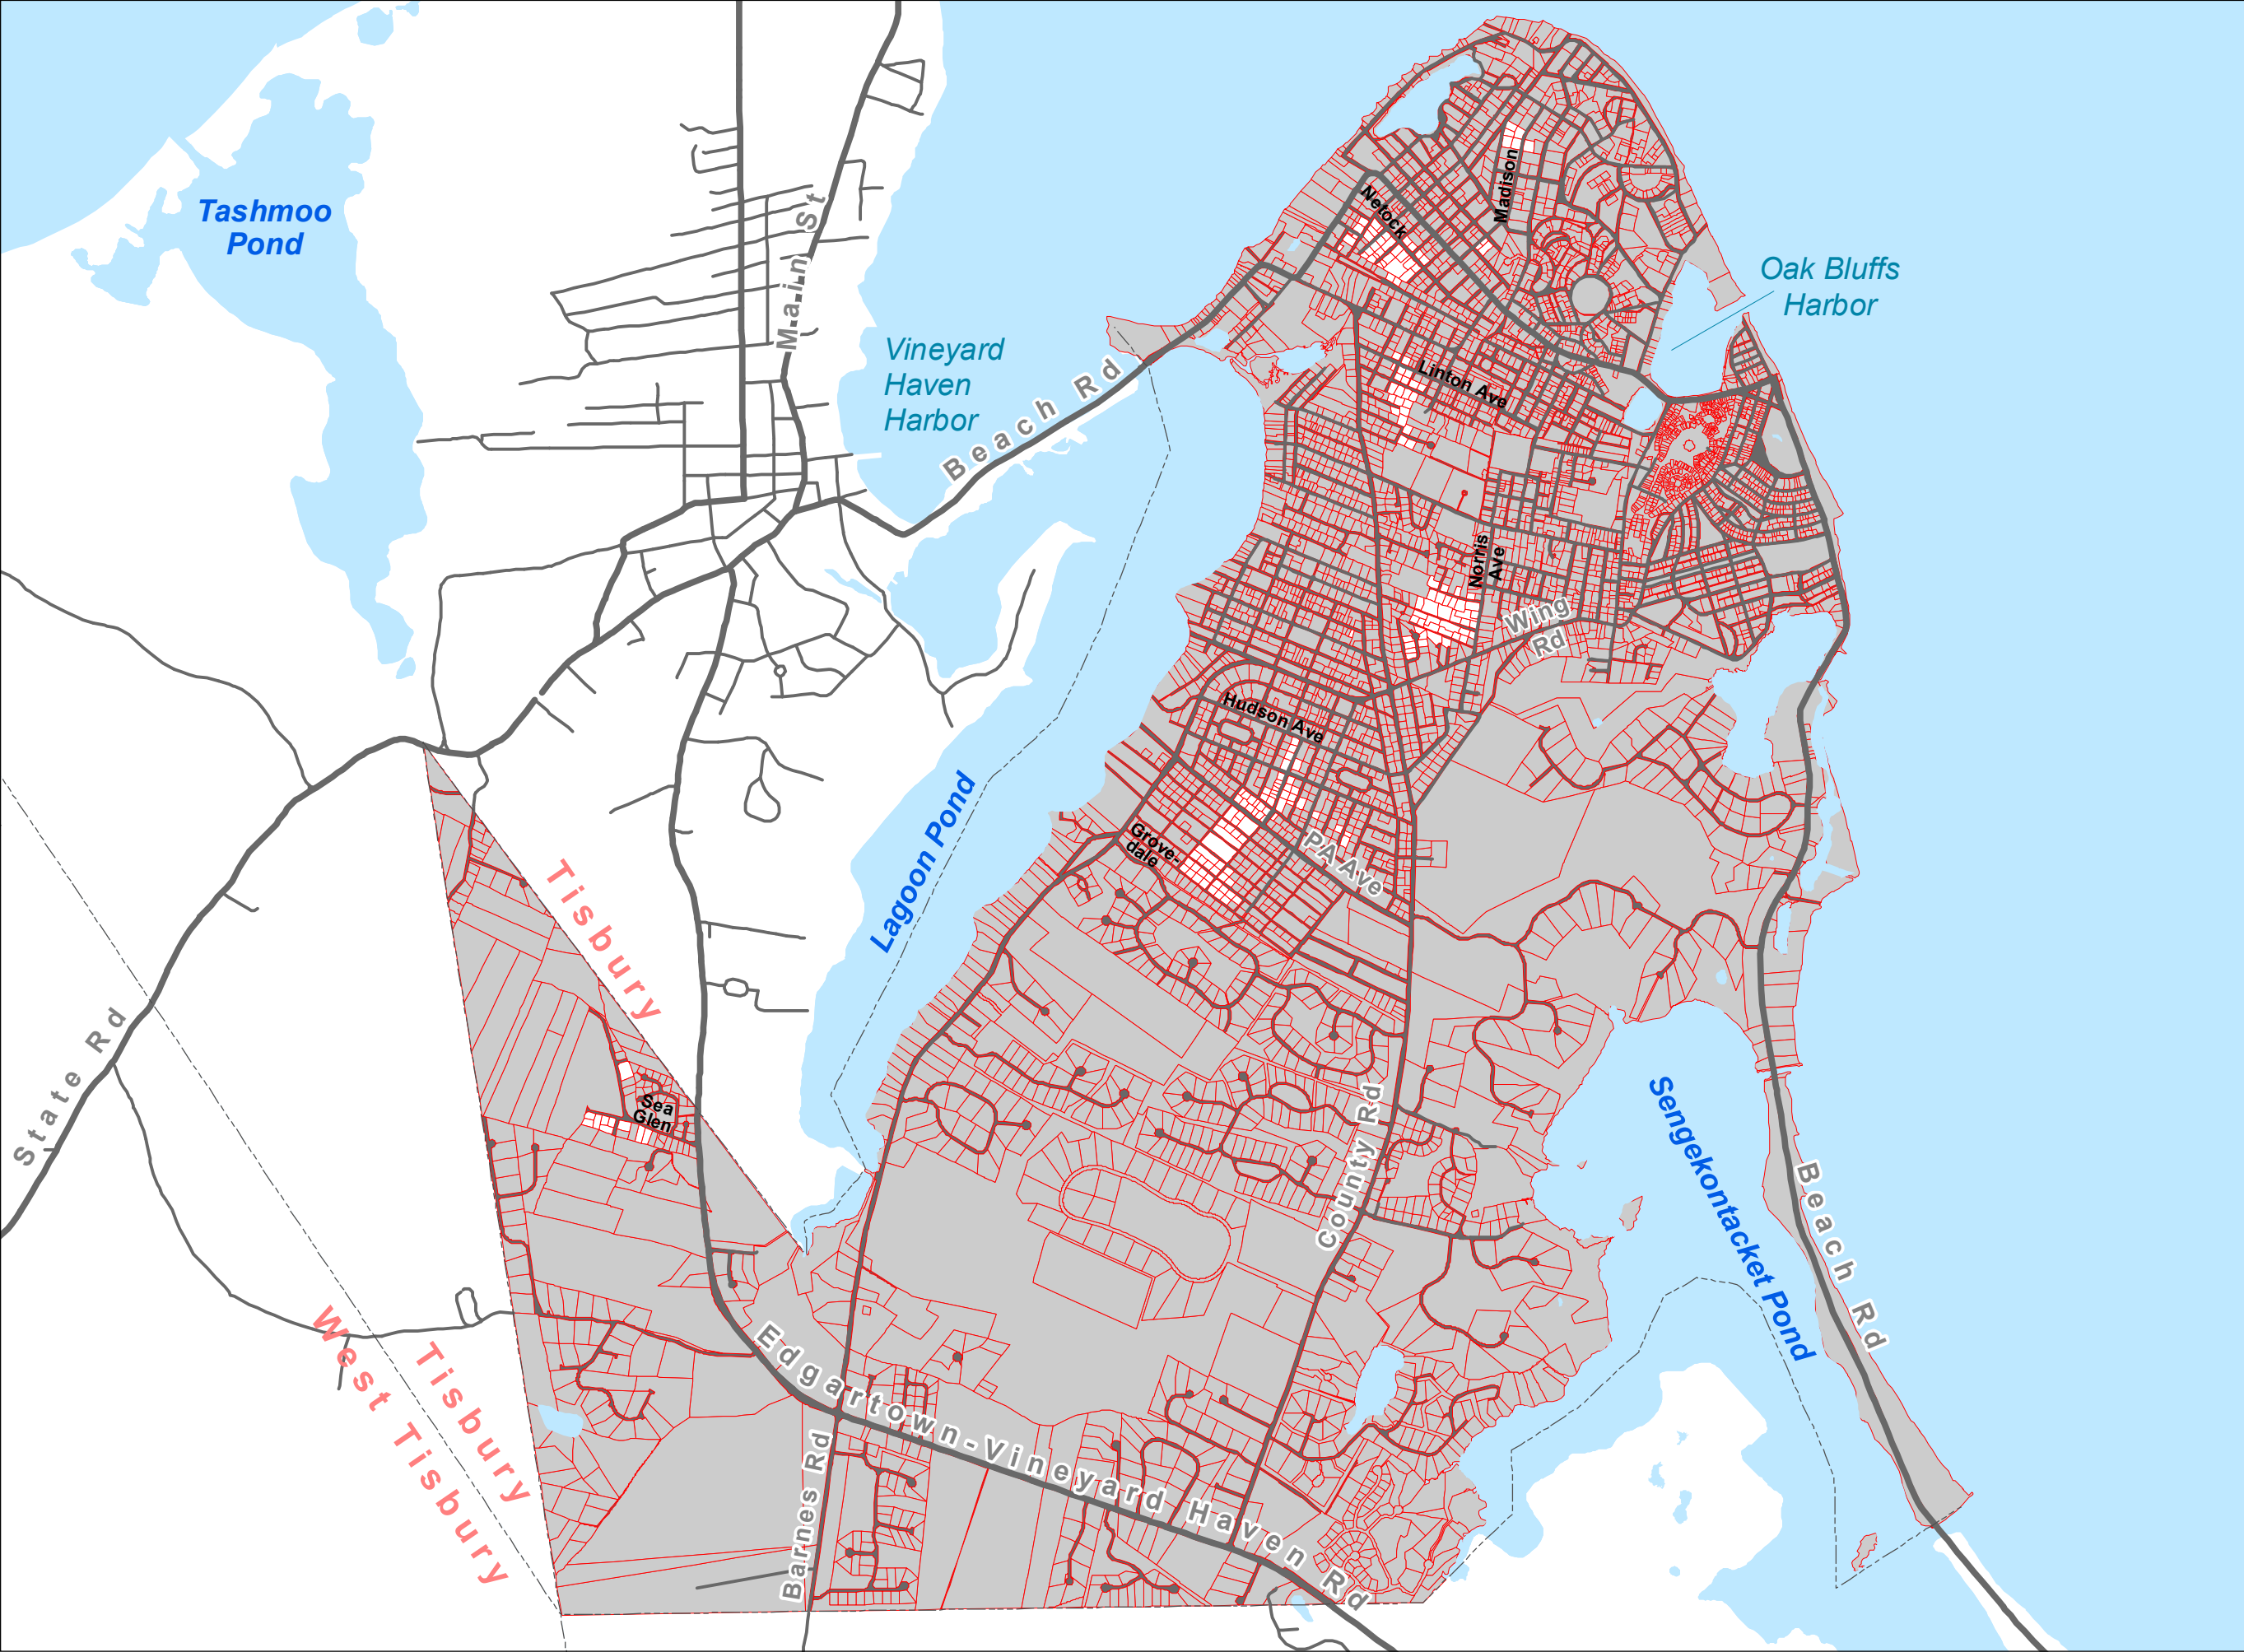 Tashmoo
Pond
Main St
Vineyard
Haven
Harbor
Beach Rd
Netock
Madison
Oak Bluffs
Harbor
Linton Ave
Norris
Ave
Wing
Rd
Hudson Ave
PA Ave
Grove-
dale
Lagoon Pond
Tisbury
State Rd
Sea
Glen
County Rd
Sengekontacket Pond
Beach Rd
Tisbury
West Tisbury
Edgartown-Vineyard Haven Rd
Barnes Rd